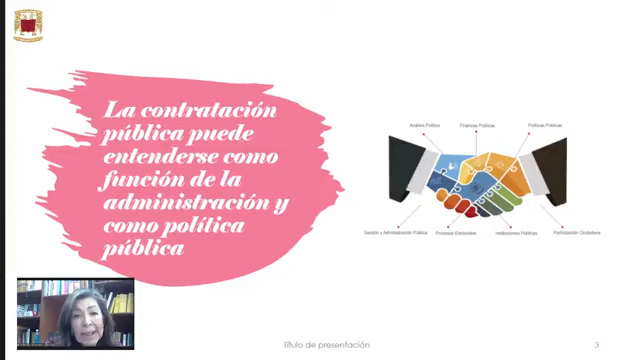 La contratación
pública puede
entenderse como
función de la
administración y
como política
pública
Análisis Político
Finanzas Públicas
Políticas Públicas
Gestión y Administración Pública
Procesos Electorales
Instituciones Públicas
Participación Ciudadana
Título de presentación
3